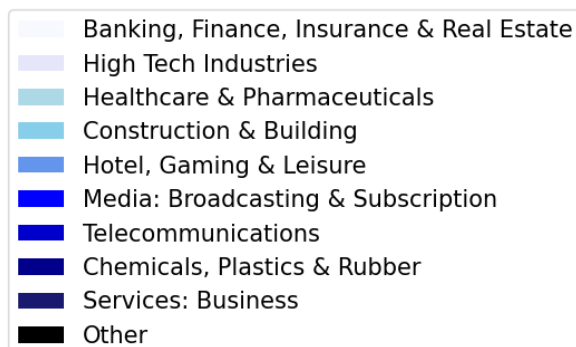 Banking, Finance, Insurance & Real Estate
High Tech Industries
Healthcare & Pharmaceuticals
Construction & Building
Hotel, Gaming & Leisure
Media: Broadcasting & Subscription
Telecommunications
Chemicals, Plastics & Rubber
Services: Business
Other